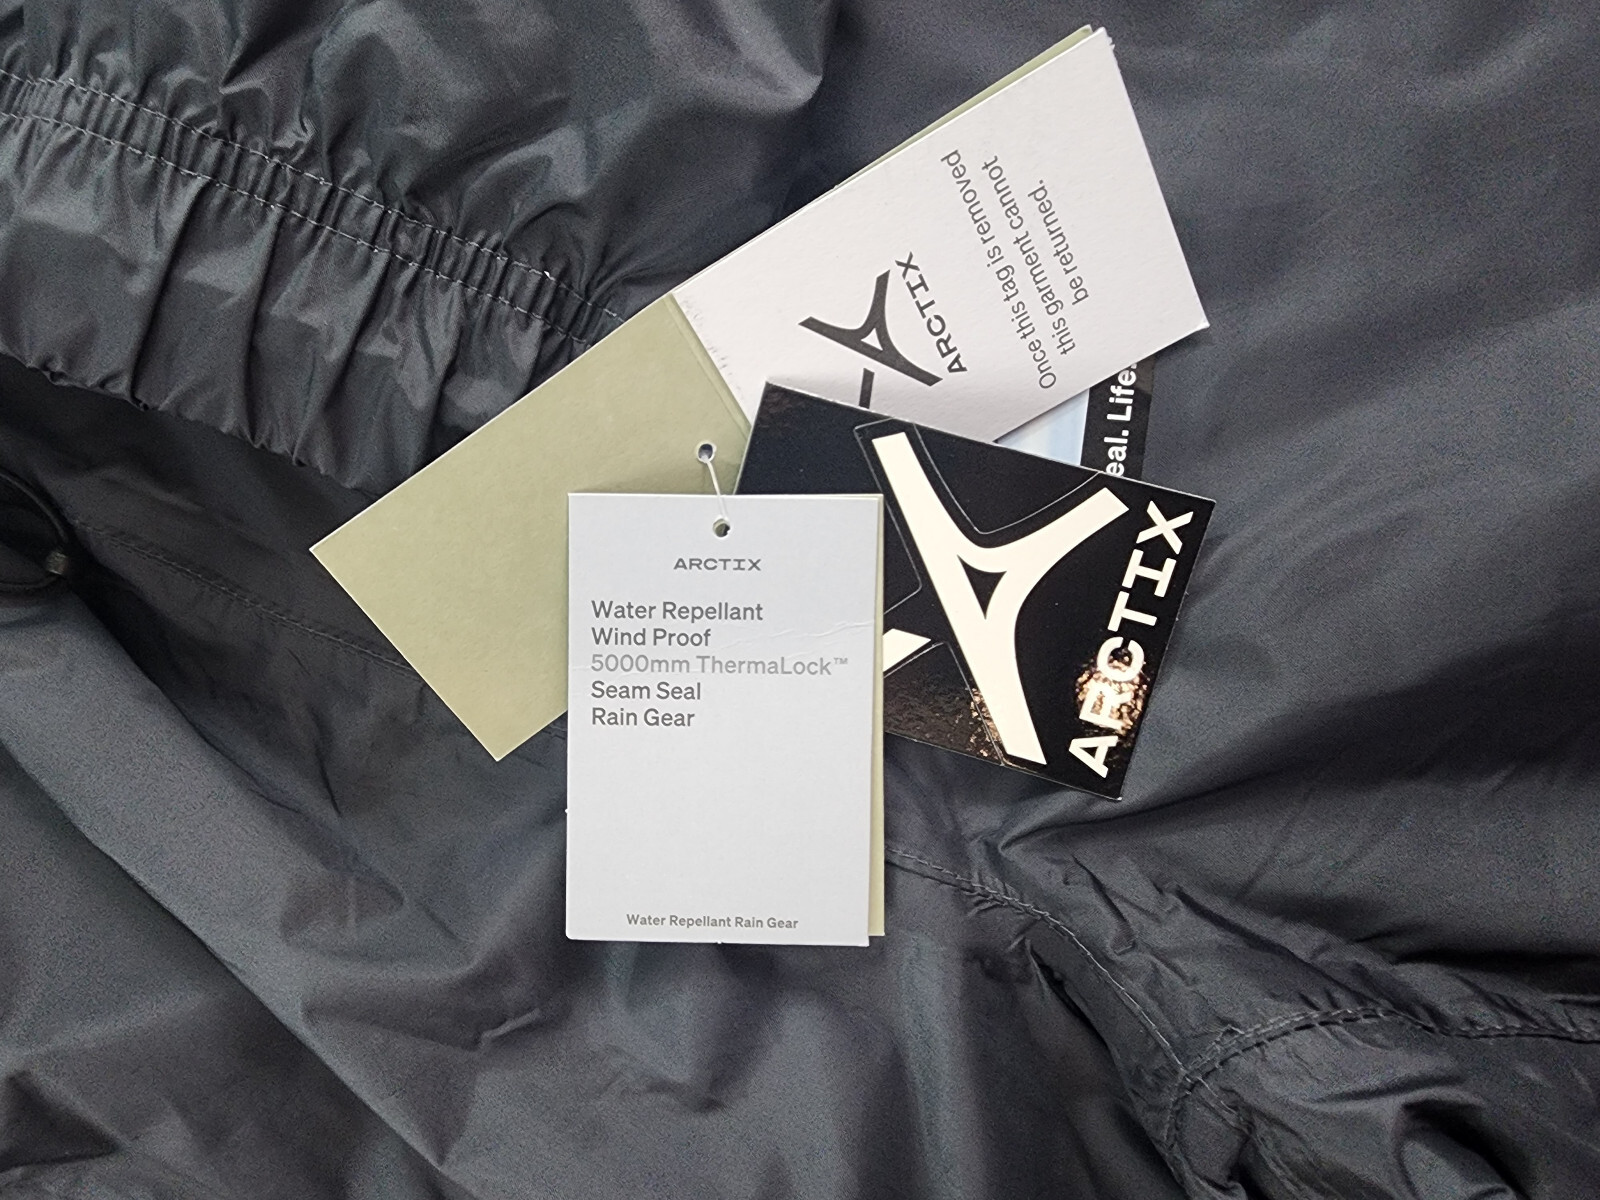 Once this tag is removed
this garment cannot
be returned.
ARCTIX
eal. Life.
ARCTIX
ARCTIX
Water Repellant
Wind Proof
5000mm ThermaLock™
Seam Seal
Rain Gear
Water Repellant Rain Gear